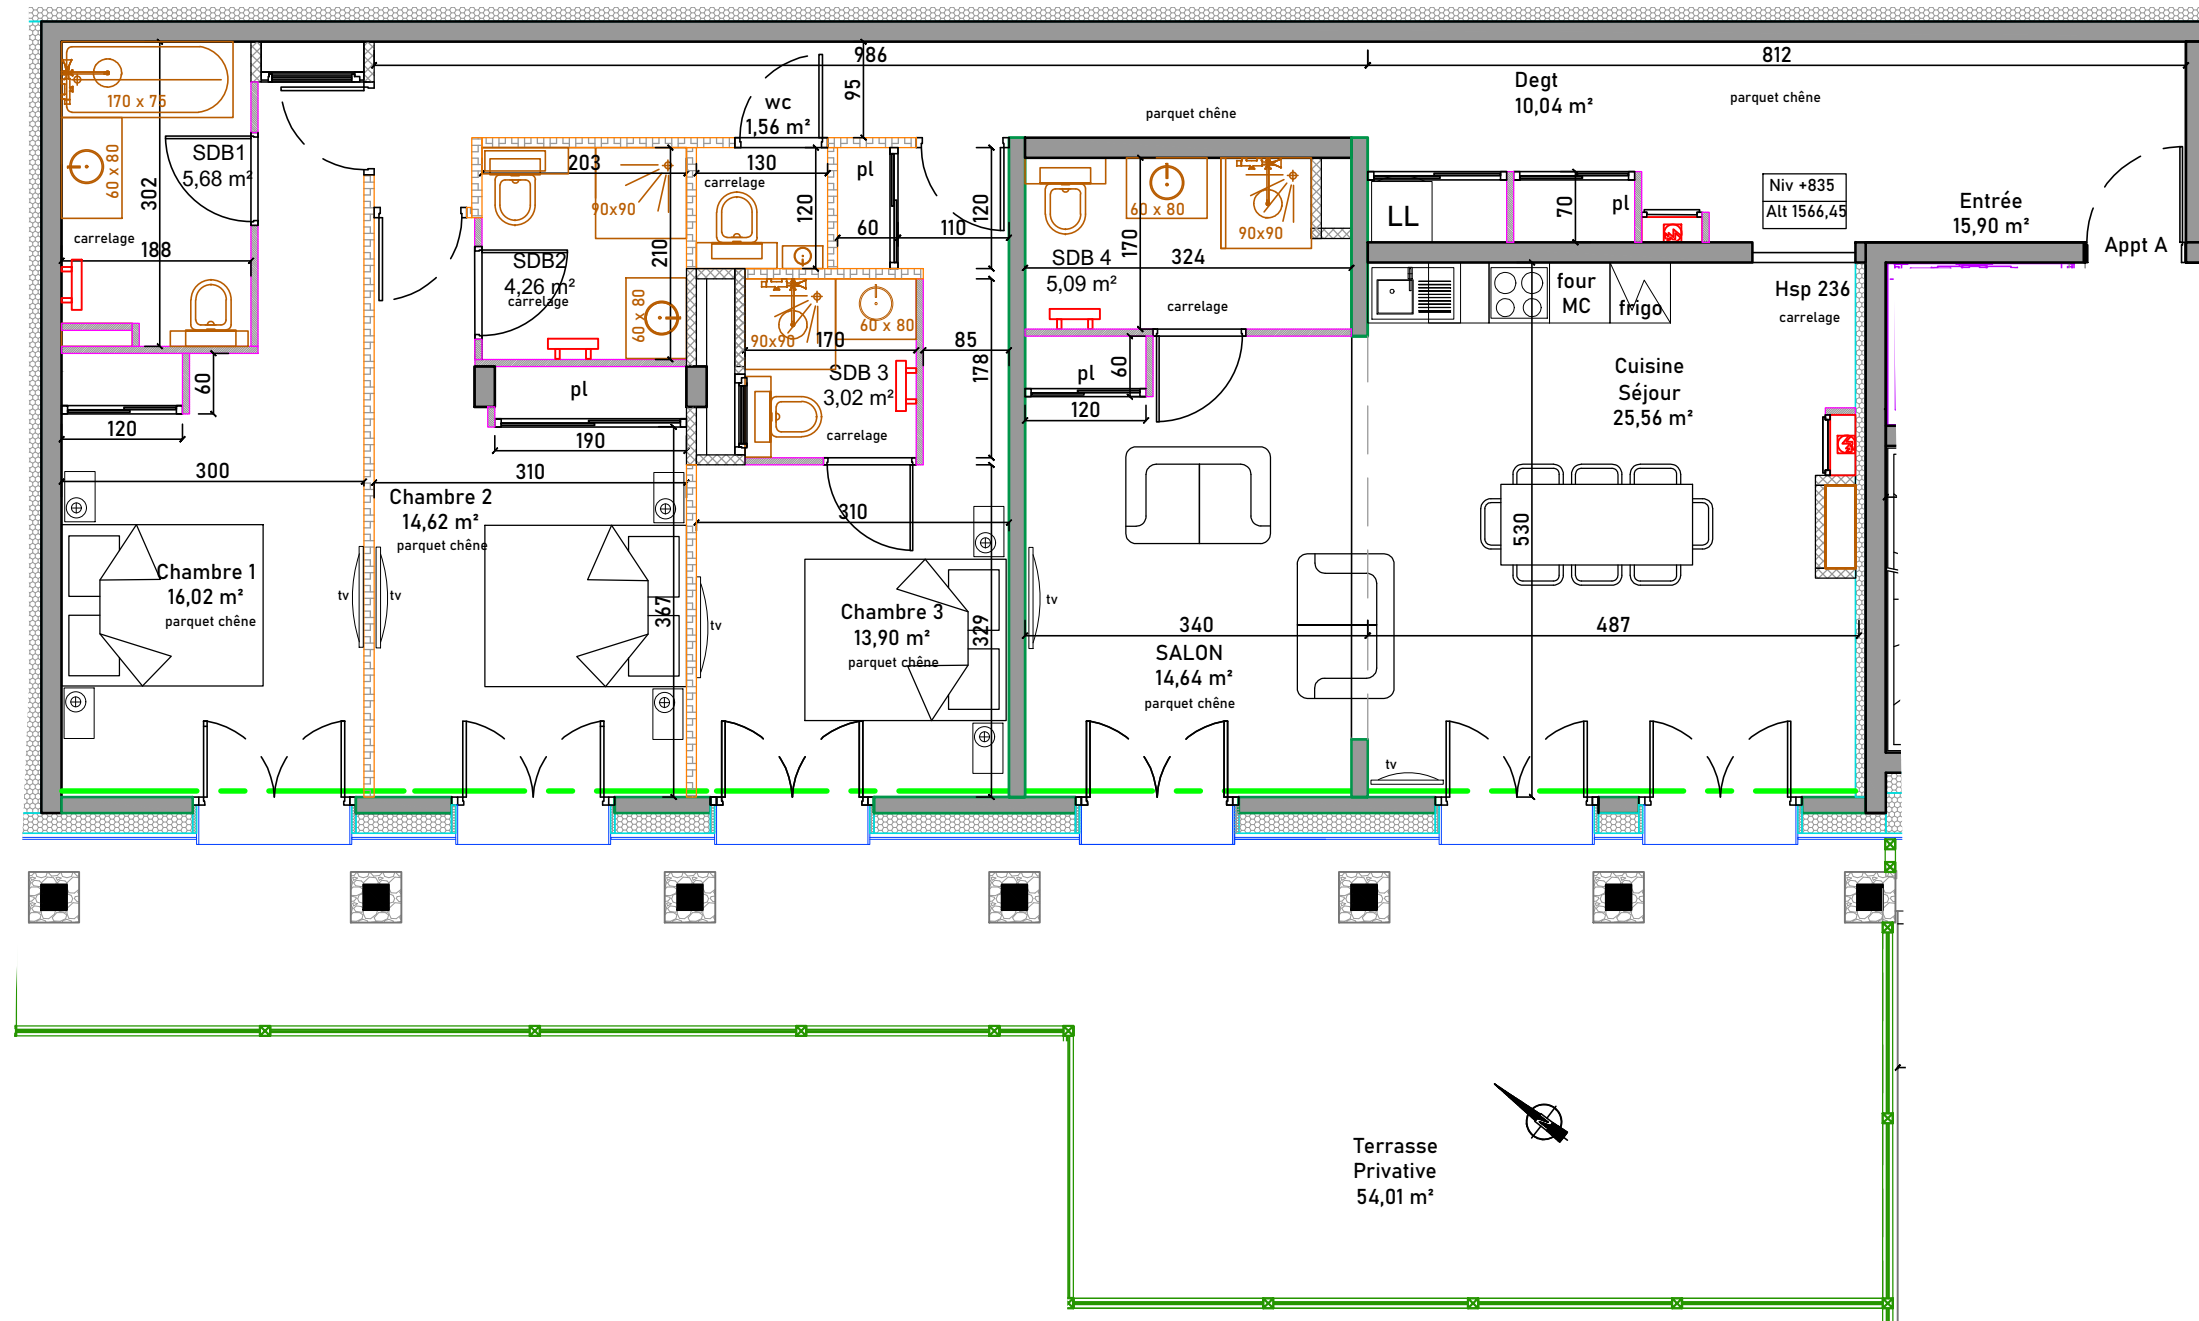 986
812
Degt
10,04 m²
parquet chêne
parquet chêne
95
wc
1,56 m²
170 x 75
SDB1
5,68 m²
60 x 80
302
carrelage
188
203
90x90
130
carrelage
pl
120
60
110
120
SDB2
4,26 m²
carrelage
210
60 x 80
60 x 80
90x90
170
85
178
SDB 3
3,02 m²
carrelage
60 x 80
90x90
SDB 4
5,09 m²
170
324
carrelage
LL
70
pl
Niv +835
Alt 1566,45
Entrée
15,90 m²
Appt A
four
MC
frigo
Hsp 236
carrelage
Cuisine
Séjour
25,56 m²
60
120
pl
190
pl
60
120
300
310
310
Chambre 2
14,62 m²
parquet chêne
Chambre 1
16,02 m²
parquet chêne
tv
tv
367
tv
Chambre 3
13,90 m²
parquet chêne
329
tv
530
340
487
SALON
14,64 m²
parquet chêne
tv
Terrasse
Privative
54,01 m²